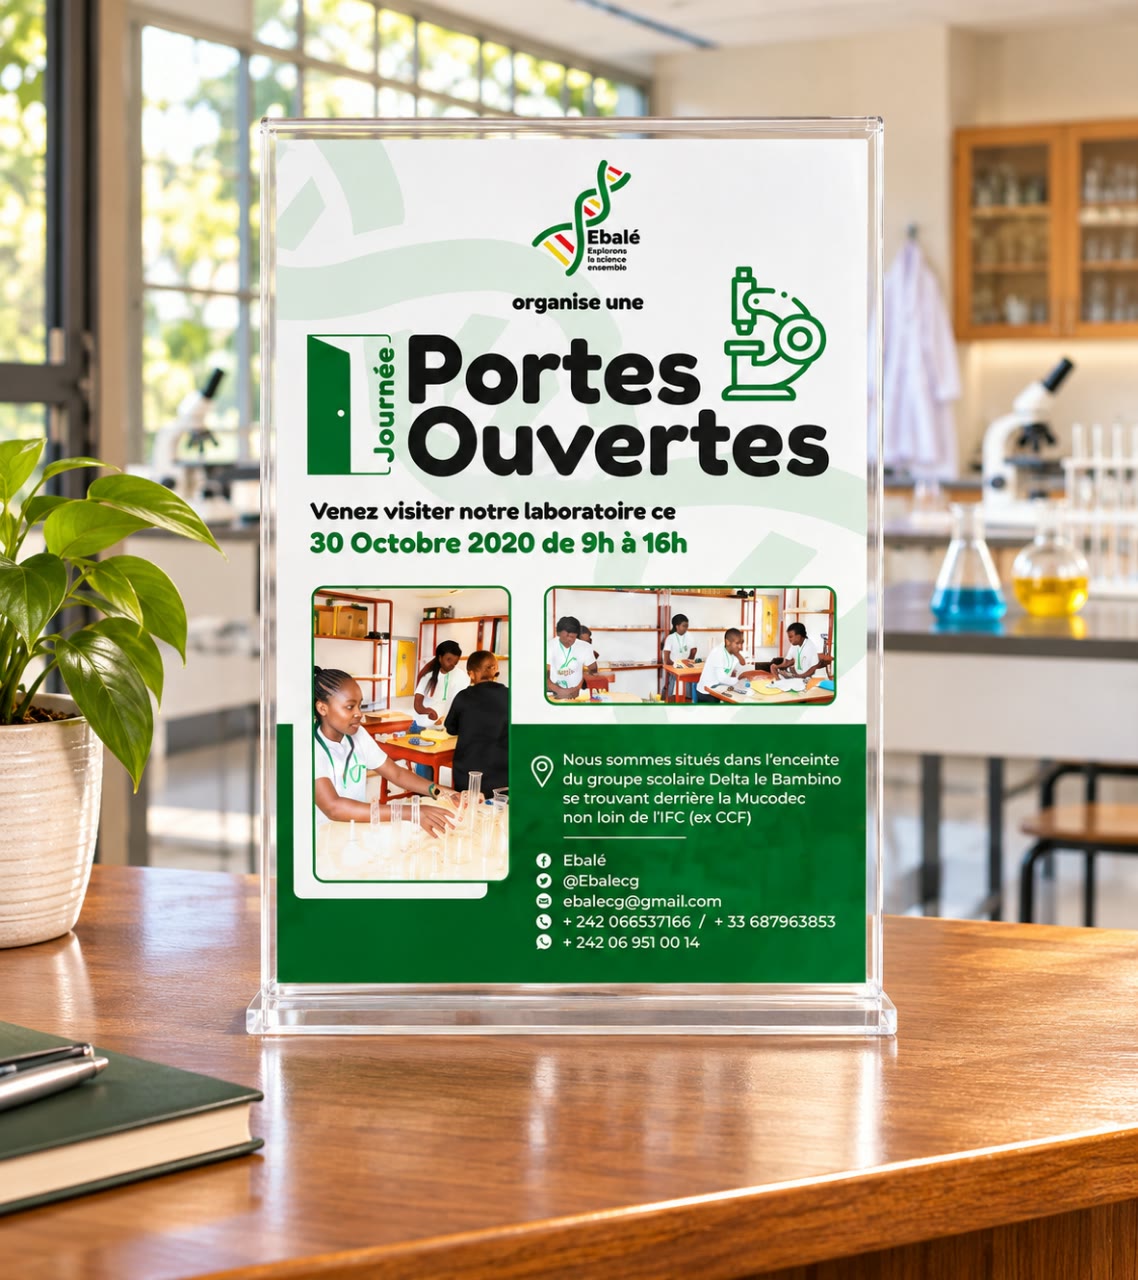 Ebalé
Explorons
la science
ensemble
organise une
Journée
Portes
Ouvertes
Venez visiter notre laboratoire ce
30 Octobre 2020 de 9h à 16h
Nous sommes situés dans l'enceinte
du groupe scolaire Delta le Bambino
se trouvant derrière la Mucodec
non loin de l'IFC (ex CCF)
Ebalé
@Ebalecg
ebalecg@gmail.com
+ 242 066537166 / + 33 687963853
+ 242 06 951 00 14